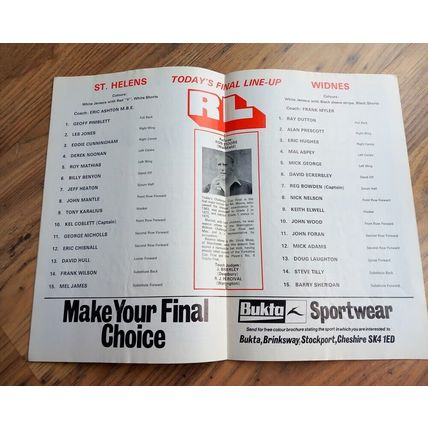 ST. HELENS
TODAY'S FINAL LINE-UP
WIDNES
Colours:
White Jerseys with Red "V", White Shorts
Coach: ERIC ASHTON M.B.E.
1. GEOFF PIMBLETT Full Back
2. LES JONES Right Wing
3. EDDIE CUNNINGHAM Right Centre
4. DEREK NOONAN Left Centre
5. ROY MATHIAS Left Wing
6. BILLY BENYON Stand Off
7. JEFF HEATON Scrum Half
8. JOHN MANTLE Front Row Forward
9. TONY KARALIUS Hooker
10. KEL COSLETT (Captain) Front Row Forward
11. GEORGE NICHOLLS Second Row Forward
12. ERIC CHISNALL Second Row Forward
13. DAVID HULL Loose Forward
14. FRANK WILSON Substitute Back
15. MEL JAMES Substitute Forward
RL
Referee:
RON MOORE
(Wakefield)
Touch Judges:
J. BRIERLEY
(Dewsbury)
R. J. PERCIVAL
(Warrington)
Colours:
White Jerseys with Black sleeve stripe, Black Shorts
Coach: FRANK MYLER
1. RAY DUTTON Full Back
2. ALAN PRESCOTT Right Wing
3. ERIC HUGHES Right Centre
4. MAL ASPEY Left Centre
5. MICK GEORGE Left Wing
6. DAVID ECKERSLEY Stand Off
7. REG BOWDEN (Captain) Scrum Half
8. NICK NELSON Front Row Forward
9. KEITH ELWELL Hooker
10. JOHN WOOD Front Row Forward
11. JOHN FORAN Second Row Forward
12. MICK ADAMS Second Row Forward
13. DOUG LAUGHTON Loose Forward
14. STEVE TILLY Substitute Back
15. BARRY SHERIDAN Substitute Forward
Make Your Final
Choice
Bukta Sportwear
Send for free colour brochure stating the sport in which you are interested to
Bukta, Brinksway, Stockport, Cheshire SK4 1ED